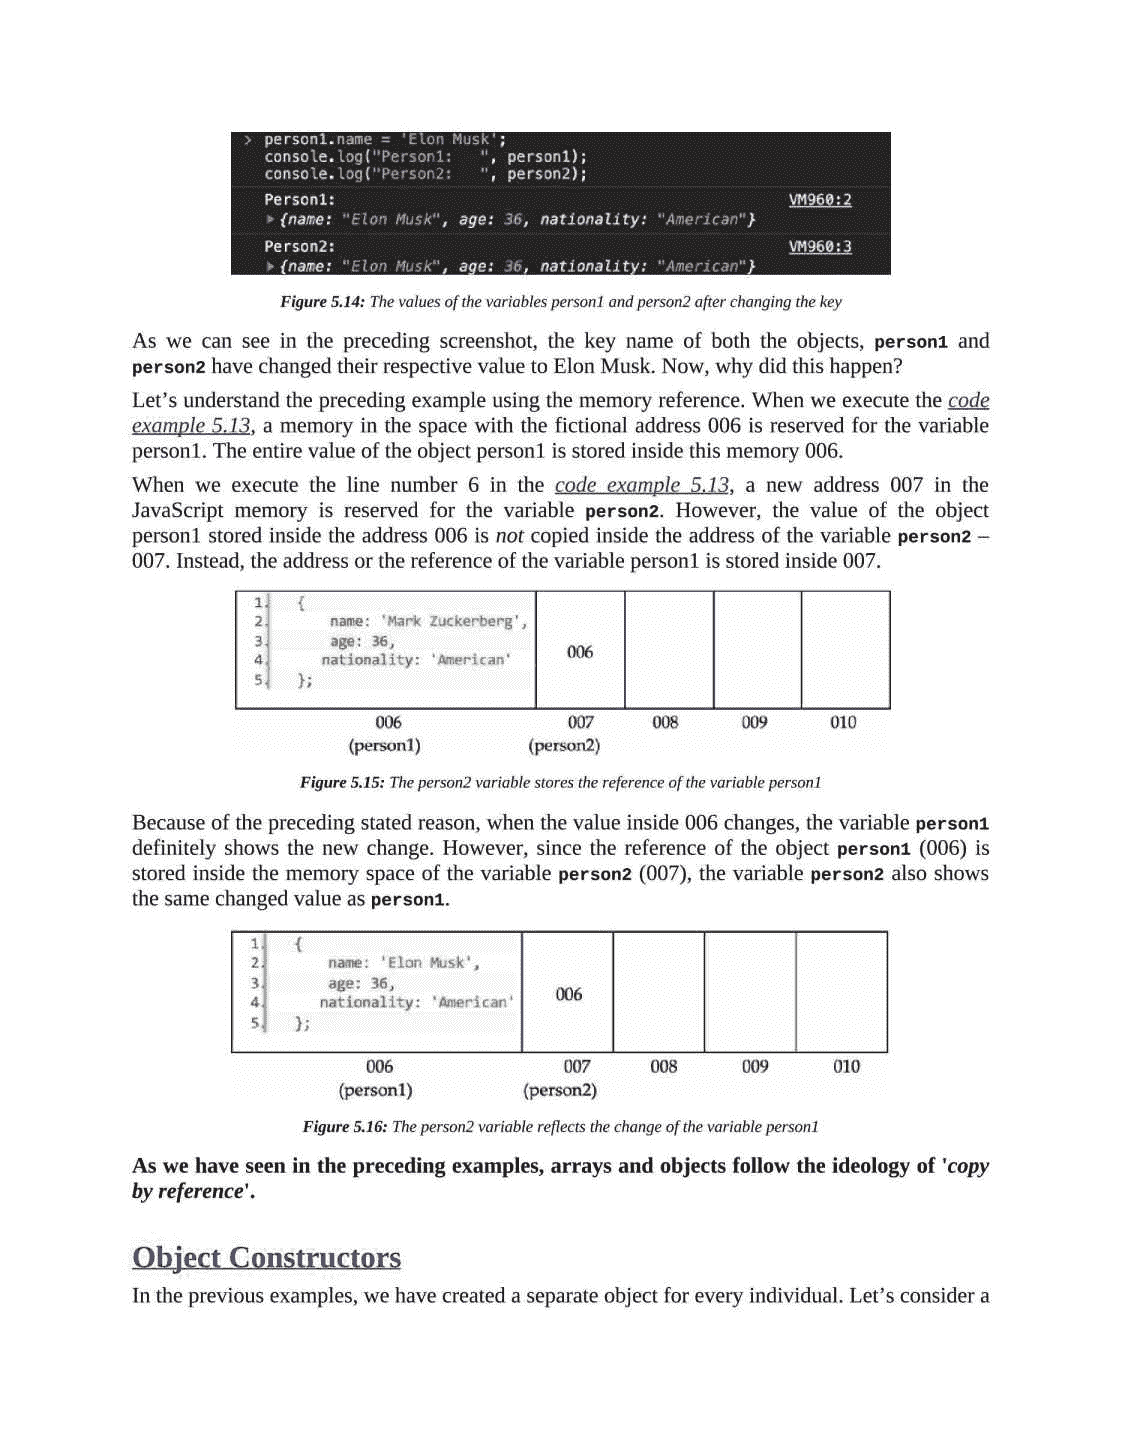 > person1.name = 'Elon Musk';
console.log("Person1:   ", person1);
console.log("Person2:   ", person2);
Person1: VM960:2
▶{name: "Elon Musk", age: 36, nationality: "American"}
Person2: VM960:3
▶{name: "Elon Musk", age: 36, nationality: "American"}
Figure 5.14: The values of the variables person1 and person2 after changing the key
As we can see in the preceding screenshot, the key name of both the objects, person1 and
person2 have changed their respective value to Elon Musk. Now, why did this happen?
Let’s understand the preceding example using the memory reference. When we execute the code
example 5.13, a memory in the space with the fictional address 006 is reserved for the variable
person1. The entire value of the object person1 is stored inside this memory 006.
When we execute the line number 6 in the code example 5.13, a new address 007 in the
JavaScript memory is reserved for the variable person2. However, the value of the object
person1 stored inside the address 006 is not copied inside the address of the variable person2 –
007. Instead, the address or the reference of the variable person1 is stored inside 007.
1. {
2. name: 'Mark Zuckerberg',
3. age: 36,
4. nationality: 'American'
5. };
006
006 007 008 009 010
(person1) (person2)
Figure 5.15: The person2 variable stores the reference of the variable person1
Because of the preceding stated reason, when the value inside 006 changes, the variable person1
definitely shows the new change. However, since the reference of the object person1 (006) is
stored inside the memory space of the variable person2 (007), the variable person2 also shows
the same changed value as person1.
1. {
2. name: 'Elon Musk',
3. age: 36,
4. nationality: 'American'
5. };
006
006 007 008 009 010
(person1) (person2)
Figure 5.16: The person2 variable reflects the change of the variable person1
As we have seen in the preceding examples, arrays and objects follow the ideology of 'copy
by reference'.
Object Constructors
In the previous examples, we have created a separate object for every individual. Let’s consider a